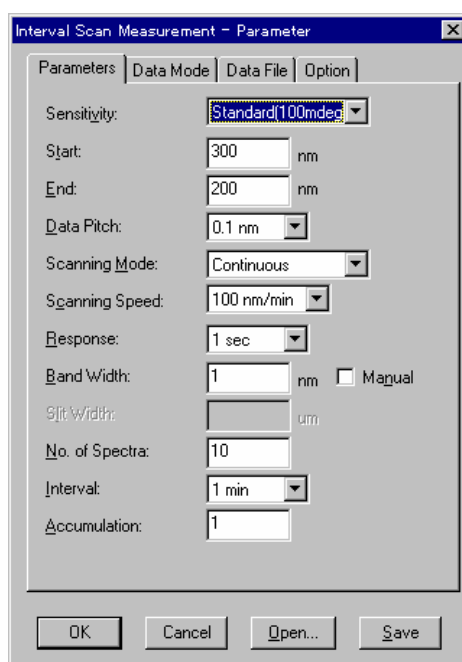 Interval Scan Measurement - Parameter
Parameters Data Mode Data File Option
Sensitivity: Standard(100mdeg
Start: 300 nm
End: 200 nm
Data Pitch: 0.1 nm
Scanning Mode: Continuous
Scanning Speed: 100 nm/min
Response: 1 sec
Band Width: 1 nm Manual
Slit Width: um
No. of Spectra: 10
Interval: 1 min
Accumulation: 1
OK Cancel Open... Save